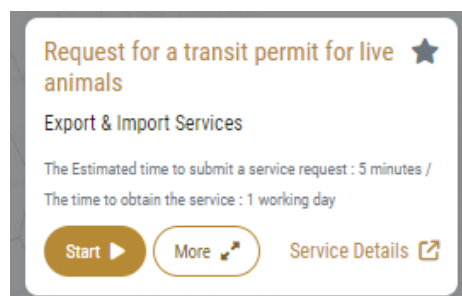 Request for a transit permit for live
animals
Export & Import Services
The Estimated time to submit a service request : 5 minutes /
The time to obtain the service : 1 working day
Start More Service Details